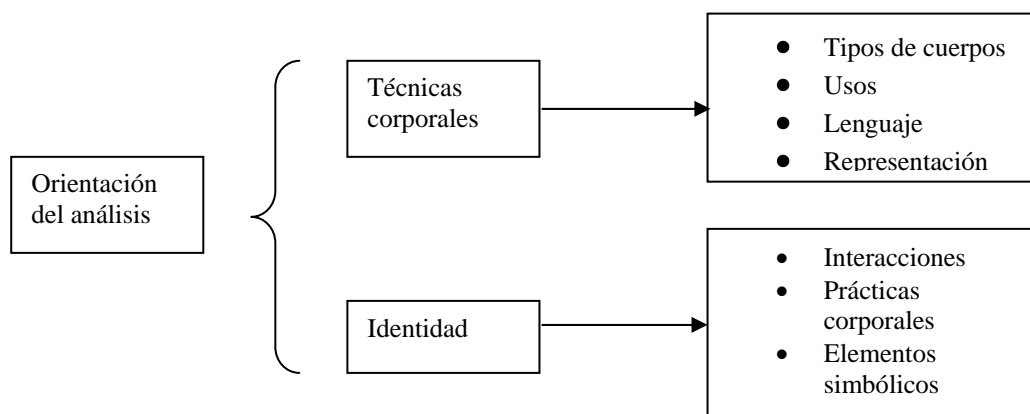 Orientación
del análisis
Técnicas
corporales
● Tipos de cuerpos
● Usos
● Lenguaje
● Representación
Identidad
• Interacciones
• Prácticas
corporales
• Elementos
simbólicos